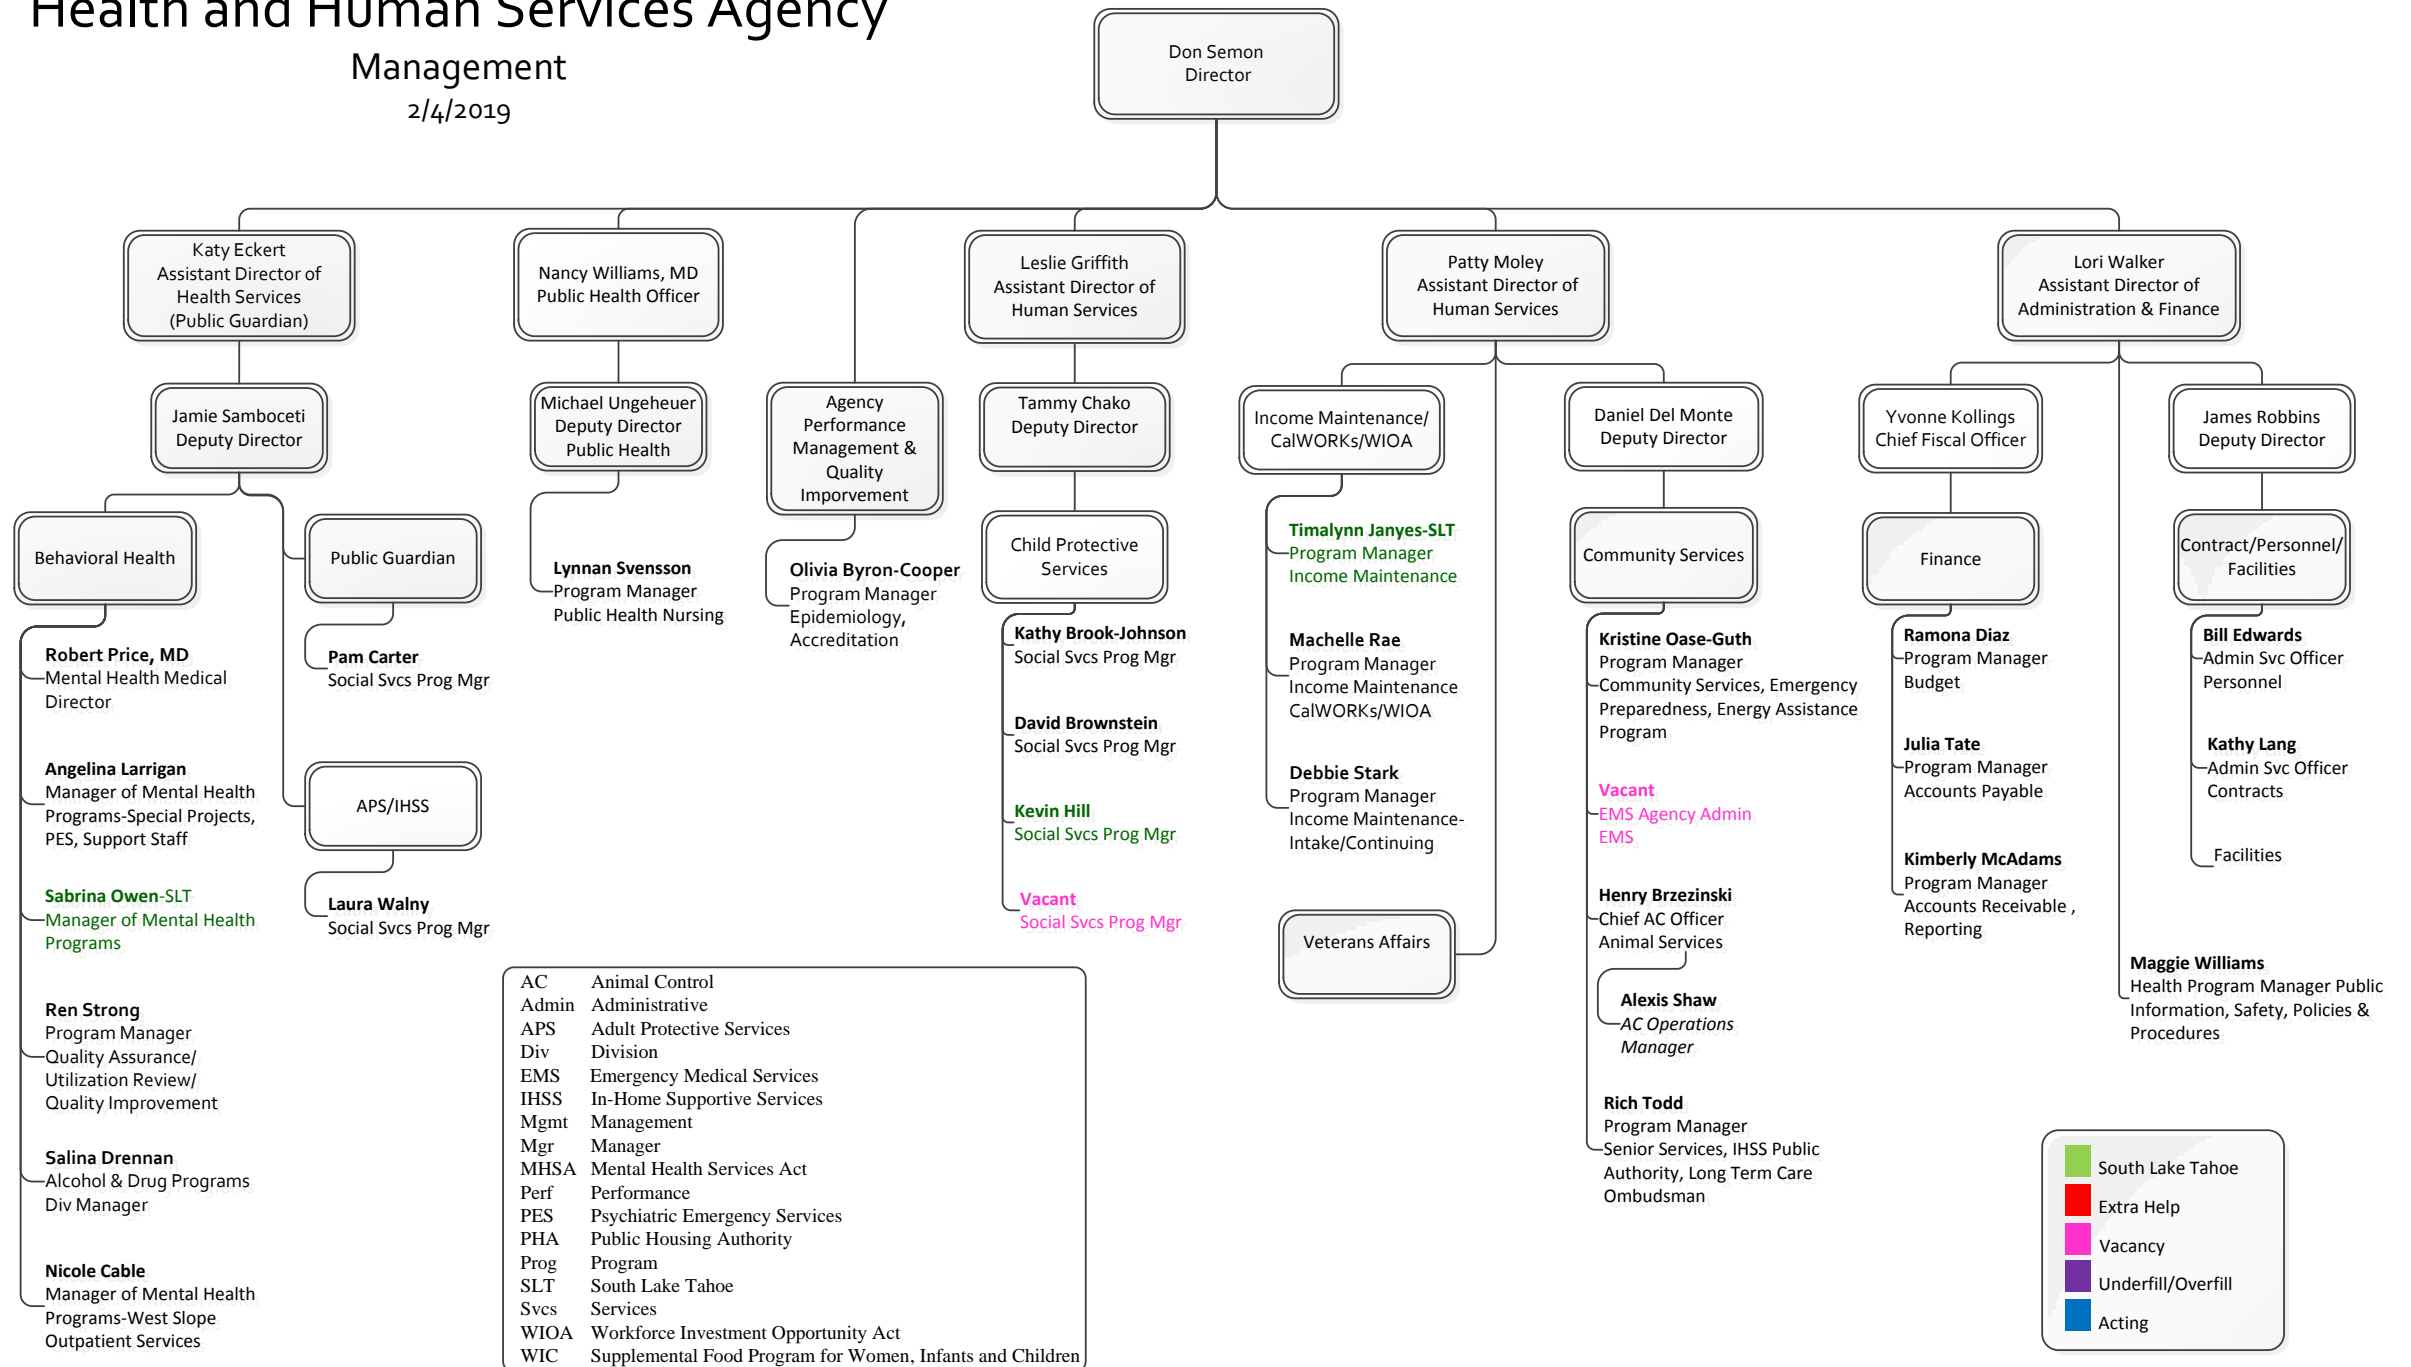 Health and Human Services Agency
Management
2/4/2019
Don Semon
Director
Katy Eckert
Assistant Director of
Health Services
(Public Guardian)
Nancy Williams, MD
Public Health Officer
Leslie Griffith
Assistant Director of
Human Services
Patty Moley
Assistant Director of
Human Services
Lori Walker
Assistant Director of
Administration & Finance
Jamie Samboceti
Deputy Director
Michael Ungeheuer
Deputy Director
Public Health
Agency
Performance
Management &
Quality
Imporvement
Tammy Chako
Deputy Director
Income Maintenance/
CalWORKs/WIOA
Daniel Del Monte
Deputy Director
Yvonne Kollings
Chief Fiscal Officer
James Robbins
Deputy Director
Behavioral Health
Public Guardian
Child Protective
Services
Community Services
Finance
Contract/Personnel/
Facilities
Robert Price, MD
Mental Health Medical
Director
Angelina Larrigan
Manager of Mental Health
Programs-Special Projects,
PES, Support Staff
Sabrina Owen-SLT
Manager of Mental Health
Programs
Ren Strong
Program Manager
Quality Assurance/
Utilization Review/
Quality Improvement
Salina Drennan
Alcohol & Drug Programs
Div Manager
Nicole Cable
Manager of Mental Health
Programs-West Slope
Outpatient Services
Pam Carter
Social Svcs Prog Mgr
APS/IHSS
Laura Walny
Social Svcs Prog Mgr
Lynnan Svensson
Program Manager
Public Health Nursing
Olivia Byron-Cooper
Program Manager
Epidemiology,
Accreditation
Kathy Brook-Johnson
Social Svcs Prog Mgr
David Brownstein
Social Svcs Prog Mgr
Kevin Hill
Social Svcs Prog Mgr
Vacant
Social Svcs Prog Mgr
Timalynn Janyes-SLT
Program Manager
Income Maintenance
Machelle Rae
Program Manager
Income Maintenance
CalWORKs/WIOA
Debbie Stark
Program Manager
Income Maintenance-
Intake/Continuing
Veterans Affairs
Kristine Oase-Guth
Program Manager
Community Services, Emergency
Preparedness, Energy Assistance
Program
Vacant
EMS Agency Admin
EMS
Henry Brzezinski
Chief AC Officer
Animal Services
Alexis Shaw
AC Operations
Manager
Rich Todd
Program Manager
Senior Services, IHSS Public
Authority, Long Term Care
Ombudsman
Ramona Diaz
Program Manager
Budget
Julia Tate
Program Manager
Accounts Payable
Kimberly McAdams
Program Manager
Accounts Receivable ,
Reporting
Bill Edwards
Admin Svc Officer
Personnel
Kathy Lang
Admin Svc Officer
Contracts
Facilities
Maggie Williams
Health Program Manager Public
Information, Safety, Policies &
Procedures
AC Animal Control
Admin Administrative
APS Adult Protective Services
Div Division
EMS Emergency Medical Services
IHSS In-Home Supportive Services
Mgmt Management
Mgr Manager
MHSA Mental Health Services Act
Perf Performance
PES Psychiatric Emergency Services
PHA Public Housing Authority
Prog Program
SLT South Lake Tahoe
Svcs Services
WIOA Workforce Investment Opportunity Act
WIC Supplemental Food Program for Women, Infants and Children
South Lake Tahoe
Extra Help
Vacancy
Underfill/Overfill
Acting